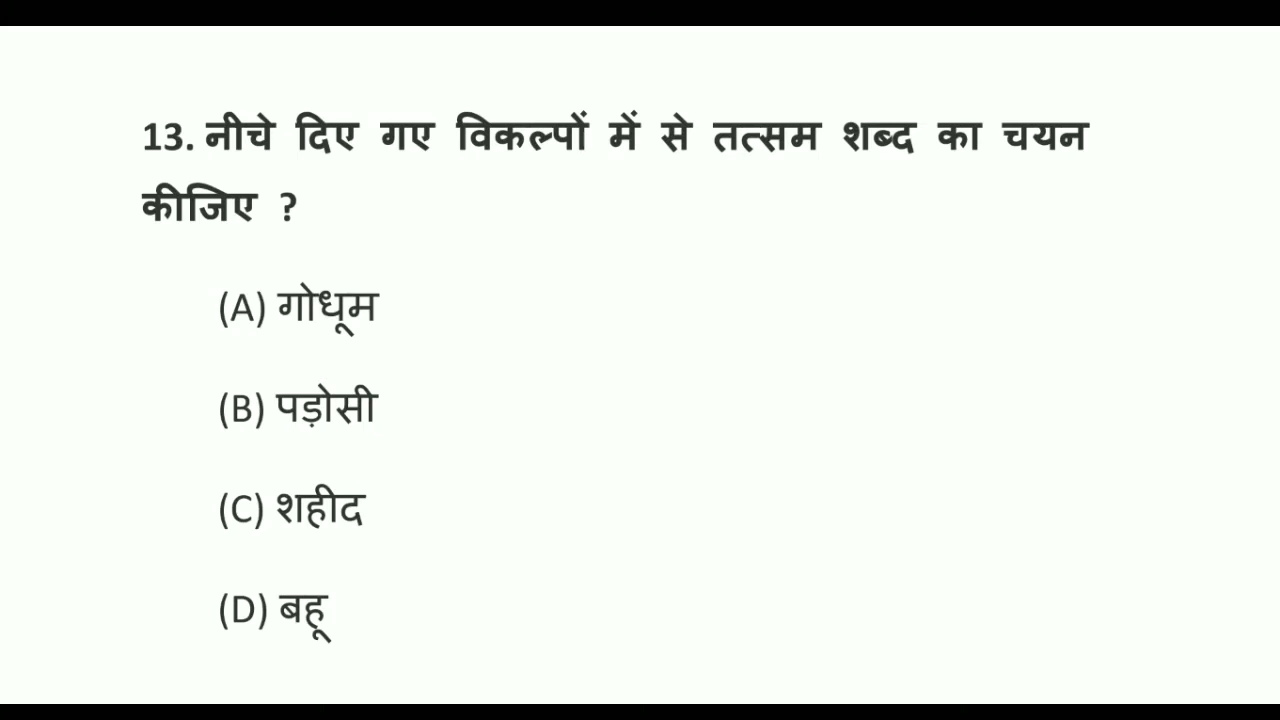 13. नीचे दिए गए विकल्पों में से तत्सम शब्द का चयन
कीजिए ?
(A) गोधूम
(B) पड़ोसी
(C) शहीद
(D) बहू